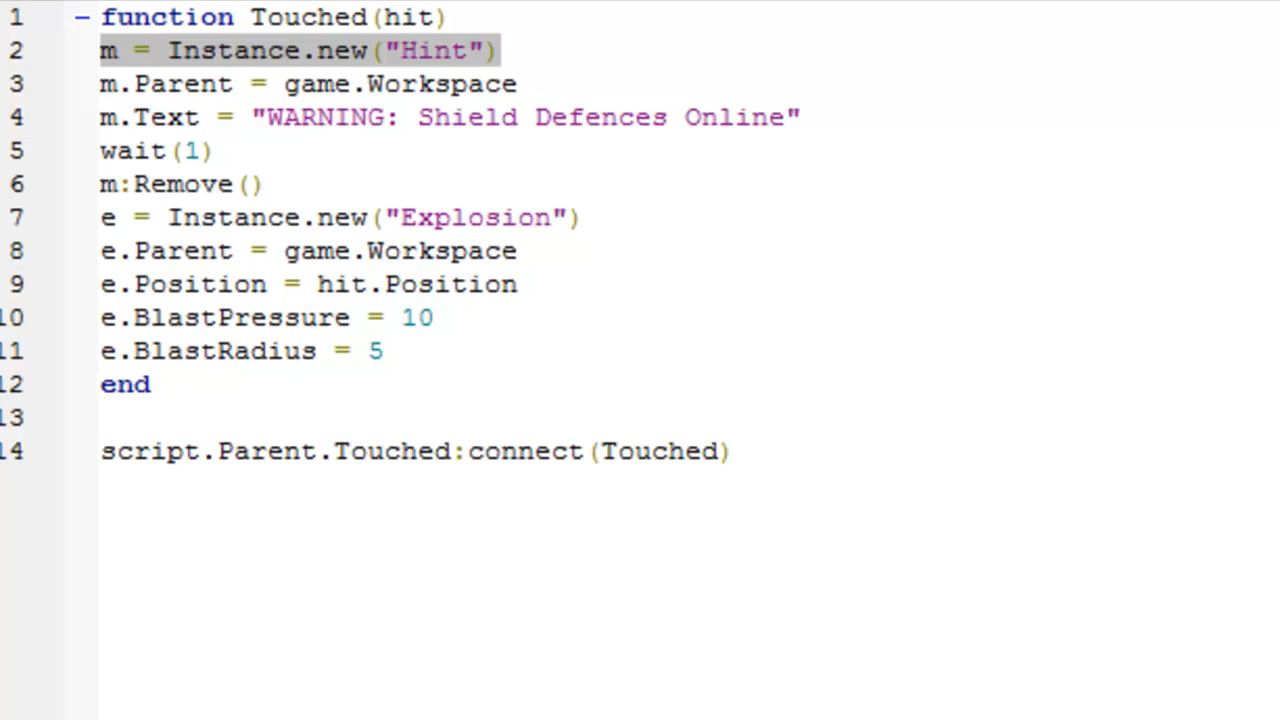 1 function Touched(hit)
2 m = Instance.new("Hint")
3 m.Parent = game.Workspace
4 m.Text = "WARNING: Shield Defences Online"
5 wait(1)
6 m:Remove()
7 e = Instance.new("Explosion")
8 e.Parent = game.Workspace
9 e.Position = hit.Position
10 e.BlastPressure = 10
11 e.BlastRadius = 5
12 end
13
14 script.Parent.Touched:connect(Touched)